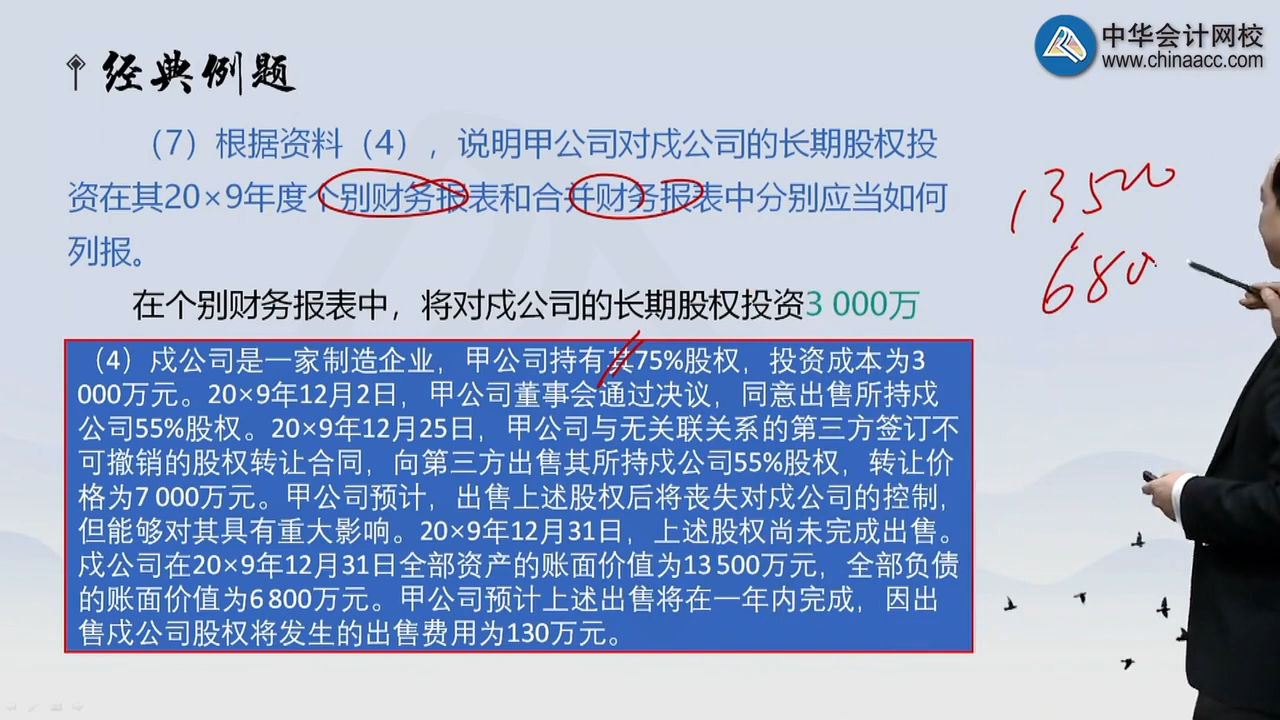 经典例题
中华会计网校
www.chinaacc.com
（7）根据资料（4），说明甲公司对戍公司的长期股权投
资在其20×9年度个别财务报表和合并财务报表中分别应当如何
列报。
在个别财务报表中，将对戍公司的长期股权投资3 000万
（4）戍公司是一家制造企业，甲公司持有其75%股权，投资成本为3
000万元。20×9年12月2日，甲公司董事会通过决议，同意出售所持戍
公司55%股权。20×9年12月25日，甲公司与无关联关系的第三方签订不
可撤销的股权转让合同，向第三方出售其所持戍公司55%股权，转让价
格为7 000万元。甲公司预计，出售上述股权后将丧失对戍公司的控制，
但能够对其具有重大影响。20×9年12月31日，上述股权尚未完成出售。
戍公司在20×9年12月31日全部资产的账面价值为13 500万元，全部负债
的账面价值为6 800万元。甲公司预计上述出售将在一年内完成，因出
售戍公司股权将发生的出售费用为130万元。
13500
680